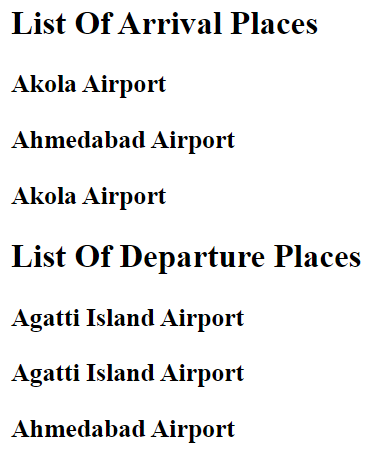 List Of Arrival Places
Akola Airport
Ahmedabad Airport
Akola Airport
List Of Departure Places
Agatti Island Airport
Agatti Island Airport
Ahmedabad Airport